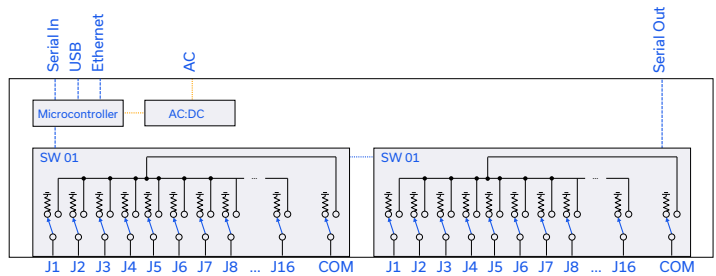 Serial In
USB
Ethernet
AC
Serial Out
Microcontroller
AC:DC
SW 01
SW 01
...
...
J1 J2 J3 J4 J5 J6 J7 J8 ... J16 COM
J1 J2 J3 J4 J5 J6 J7 J8 ... J16 COM